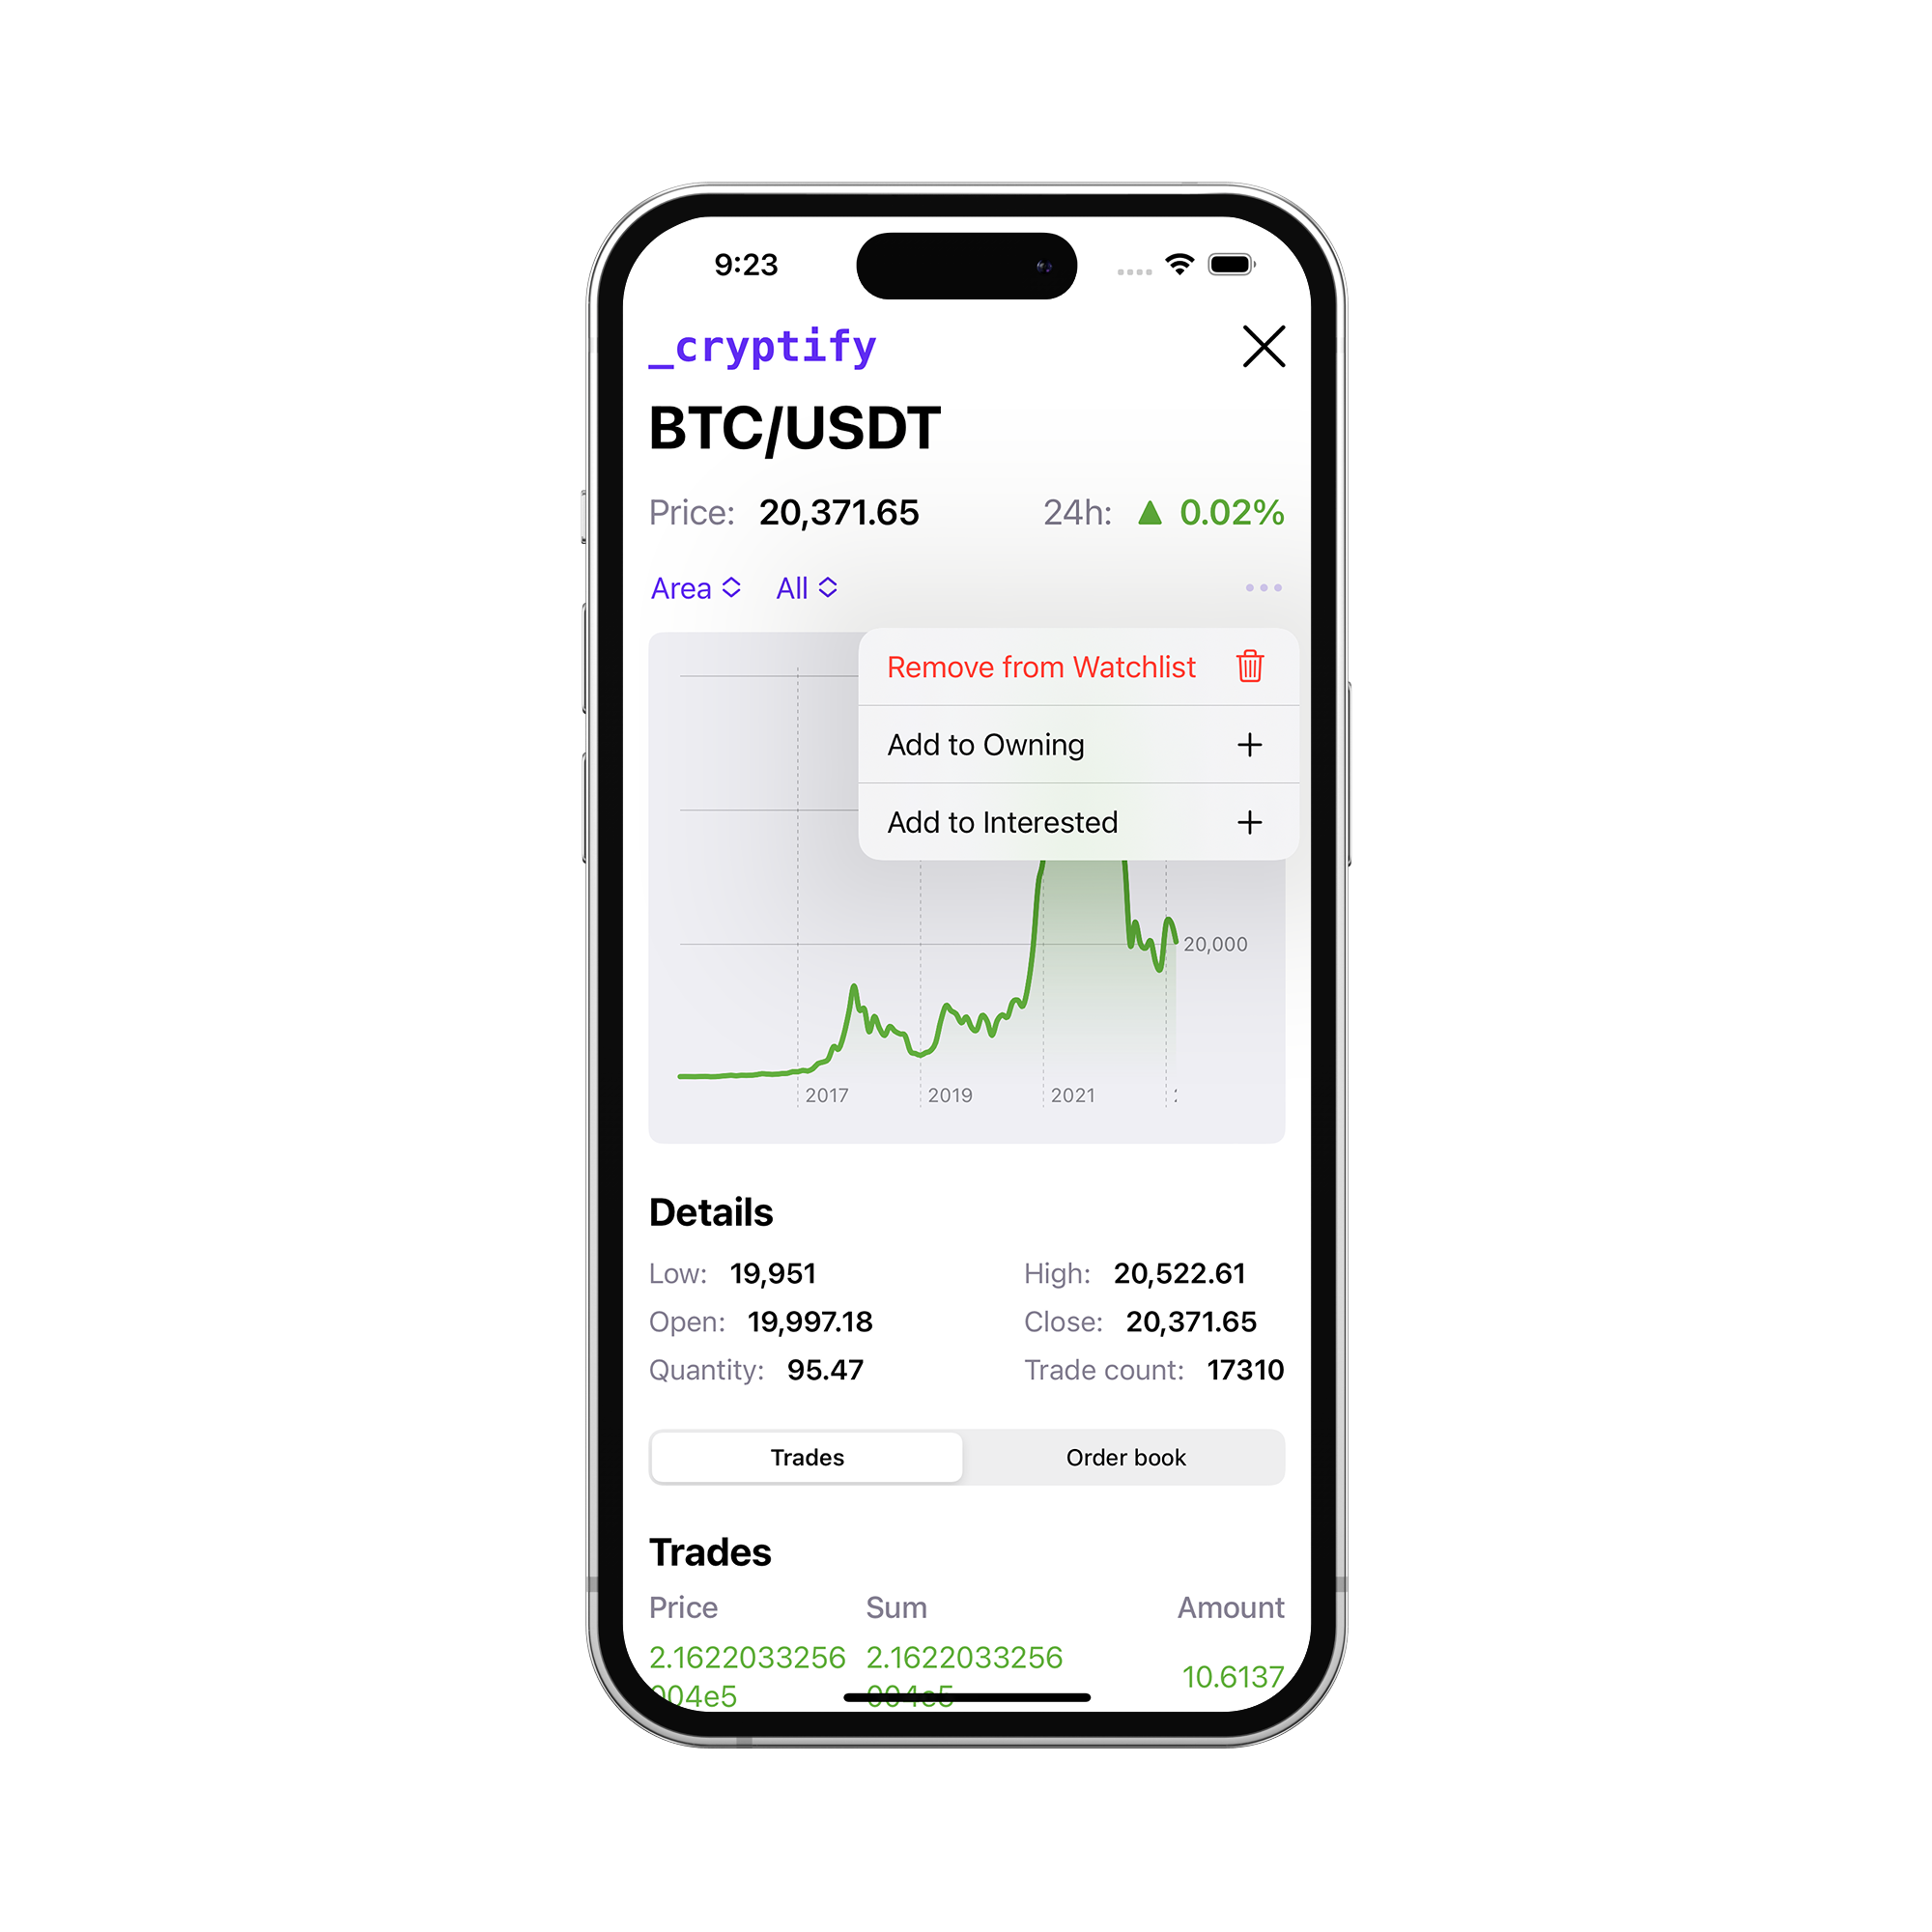 9:23
_cryptify
BTC/USDT
Price: 20,371.65 24h: ▲ 0.02%
Area All
Remove from Watchlist
Add to Owning
Add to Interested
20,000
2017 2019 2021
Details
Low: 19,951 High: 20,522.61
Open: 19,997.18 Close: 20,371.65
Quantity: 95.47 Trade count: 17310
Trades Order book
Trades
Price Sum Amount
2.1622033256 2.1622033256 10.6137
004e5 004e5